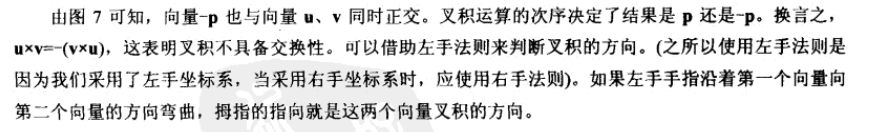 由图 7 可知，向量-p 也与向量 u、v 同时正交。叉积运算的次序决定了结果是 p 还是-p。换言之，
u×v=-(v×u)，这表明叉积不具备交换性。可以借助左手法则来判断叉积的方向。(之所以使用左手法则是
因为我们采用了左手坐标系，当采用右手坐标系时，应使用右手法则)。如果左手手指沿着第一个向量向
第二个向量的方向弯曲，拇指的指向就是这两个向量叉积的方向。